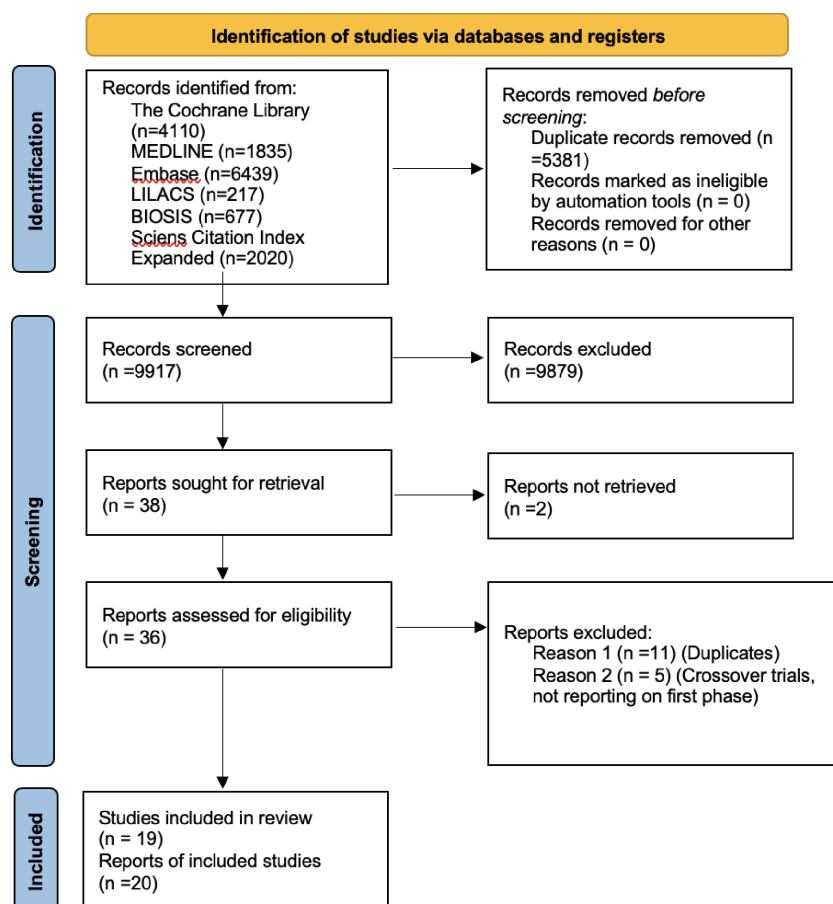 Identification of studies via databases and registers
Identification
Records identified from:
The Cochrane Library
(n=4110)
MEDLINE (n=1835)
Embase (n=6439)
LILACS (n=217)
BIOSIS (n=677)
Sciens Citation Index
Expanded (n=2020)
Records removed before
screening:
Duplicate records removed (n
=5381)
Records marked as ineligible
by automation tools (n = 0)
Records removed for other
reasons (n = 0)
Screening
Records screened
(n =9917)
Records excluded
(n =9879)
Reports sought for retrieval
(n = 38)
Reports not retrieved
(n =2)
Reports assessed for eligibility
(n = 36)
Reports excluded:
Reason 1 (n =11) (Duplicates)
Reason 2 (n = 5) (Crossover trials,
not reporting on first phase)
Included
Studies included in review
(n = 19)
Reports of included studies
(n =20)